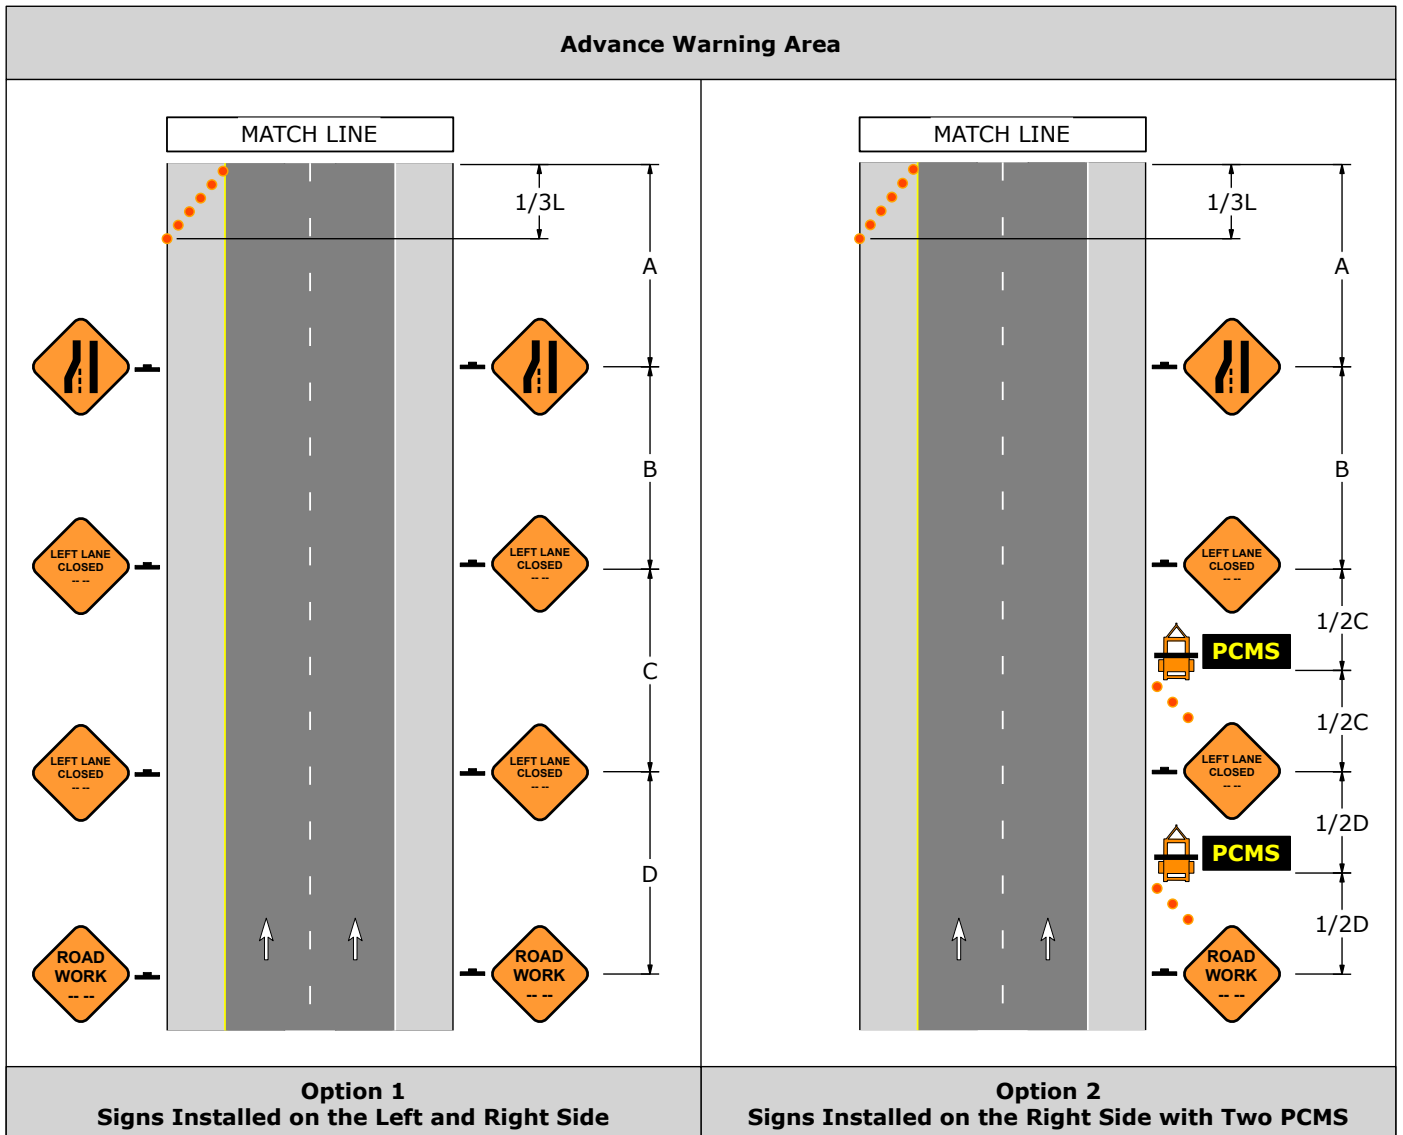 Advance Warning Area
MATCH LINE
1/3L
A
B
LEFT LANE
CLOSED
-- --
LEFT LANE
CLOSED
-- --
C
LEFT LANE
CLOSED
-- --
LEFT LANE
CLOSED
-- --
D
ROAD
WORK
-- --
ROAD
WORK
-- --
Option 1
Signs Installed on the Left and Right Side
MATCH LINE
1/3L
A
B
LEFT LANE
CLOSED
-- --
1/2C
PCMS
1/2C
LEFT LANE
CLOSED
-- --
1/2D
PCMS
1/2D
ROAD
WORK
-- --
Option 2
Signs Installed on the Right Side with Two PCMS